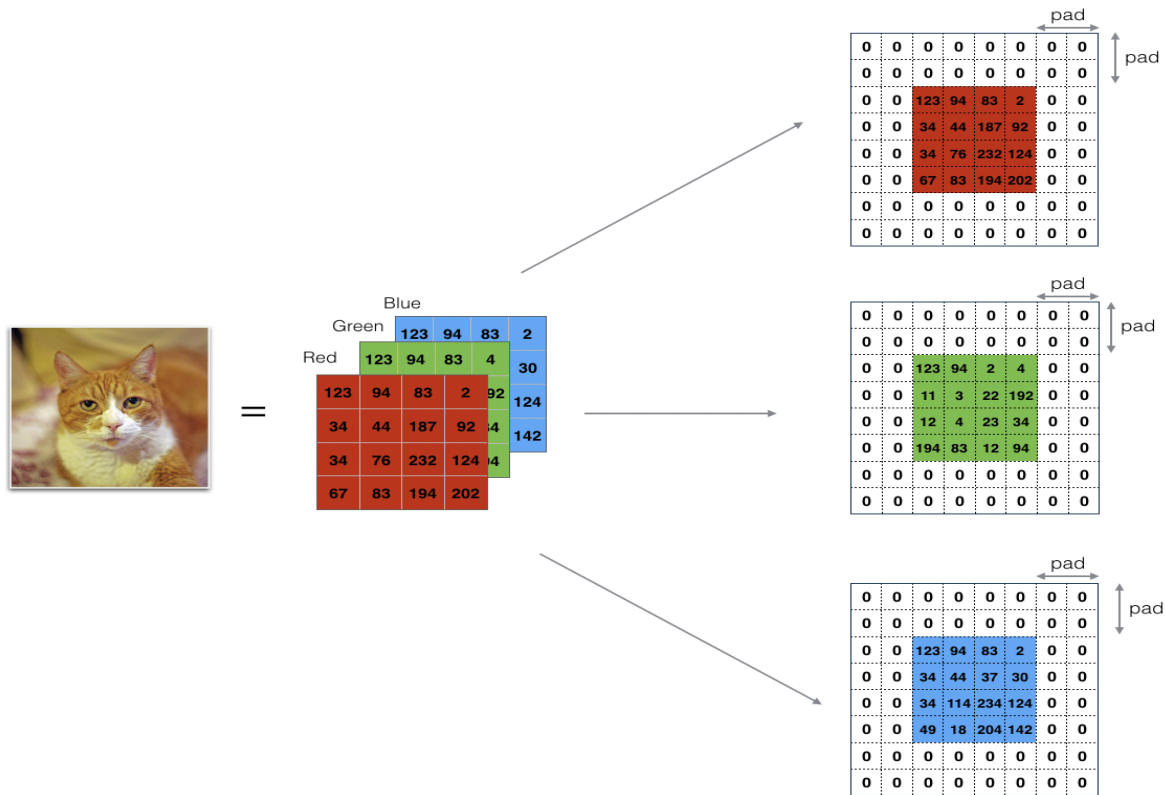 =
Blue
123 94 83 2
30
124
142
Green
123 94 83 4
92
Red
123 94 83 2
34 44 187 92
34 76 232 124
67 83 194 202
pad
pad
0 0 0 0 0 0 0 0
0 0 0 0 0 0 0 0
0 0 123 94 83 2 0 0
0 0 34 44 187 92 0 0
0 0 34 76 232 124 0 0
0 0 67 83 194 202 0 0
0 0 0 0 0 0 0 0
0 0 0 0 0 0 0 0
pad
pad
0 0 0 0 0 0 0 0
0 0 0 0 0 0 0 0
0 0 123 94 2 4 0 0
0 0 11 3 22 192 0 0
0 0 12 4 23 34 0 0
0 0 194 83 12 94 0 0
0 0 0 0 0 0 0 0
0 0 0 0 0 0 0 0
pad
pad
0 0 0 0 0 0 0 0
0 0 0 0 0 0 0 0
0 0 123 94 83 2 0 0
0 0 34 44 37 30 0 0
0 0 34 114 234 124 0 0
0 0 49 18 204 142 0 0
0 0 0 0 0 0 0 0
0 0 0 0 0 0 0 0